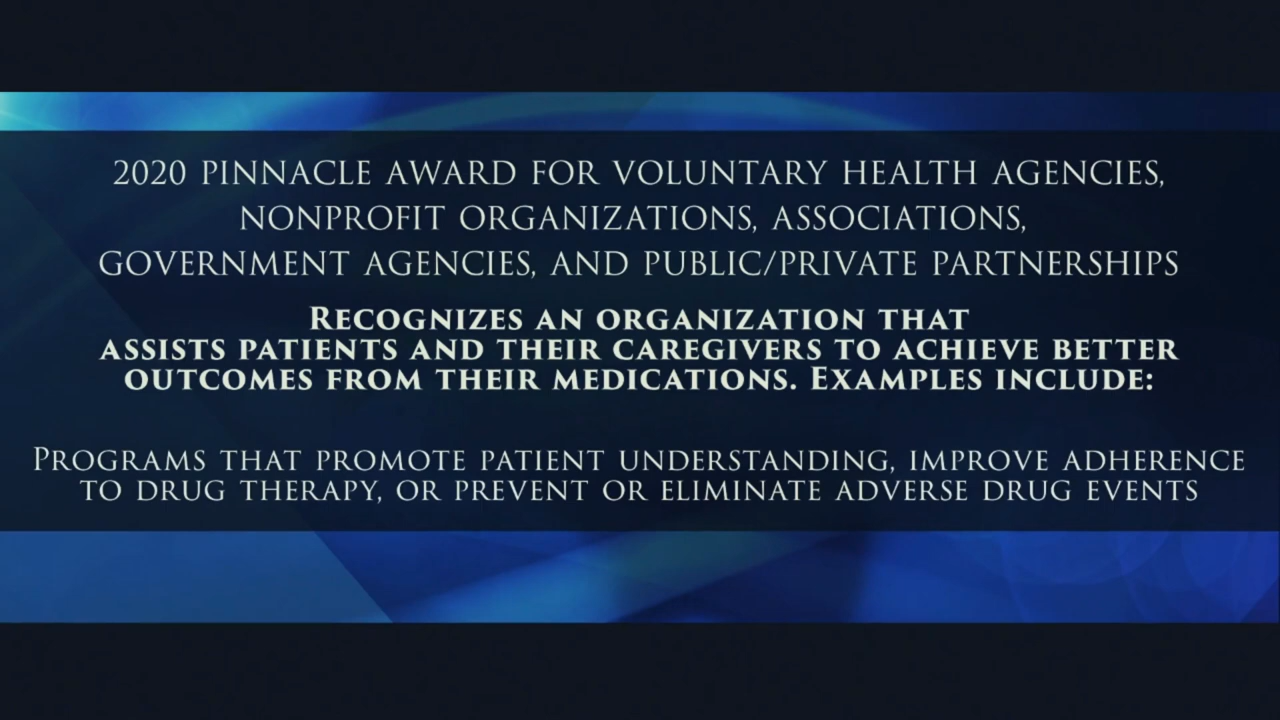 2020 PINNACLE AWARD FOR VOLUNTARY HEALTH AGENCIES,
NONPROFIT ORGANIZATIONS, ASSOCIATIONS,
GOVERNMENT AGENCIES, AND PUBLIC/PRIVATE PARTNERSHIPS
RECOGNIZES AN ORGANIZATION THAT
ASSISTS PATIENTS AND THEIR CAREGIVERS TO ACHIEVE BETTER
OUTCOMES FROM THEIR MEDICATIONS. EXAMPLES INCLUDE:
PROGRAMS THAT PROMOTE PATIENT UNDERSTANDING, IMPROVE ADHERENCE
TO DRUG THERAPY, OR PREVENT OR ELIMINATE ADVERSE DRUG EVENTS